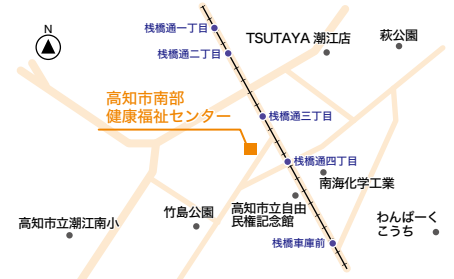 N
桟橋通一丁目
桟橋通二丁目
TSUTAYA 潮江店
萩公園
高知市南部
健康福祉センター
桟橋通三丁目
桟橋通四丁目
南海化学工業
高知市立自由
民権記念館
竹島公園
高知市立潮江南小
わんぱーく
こうち
桟橋車庫前